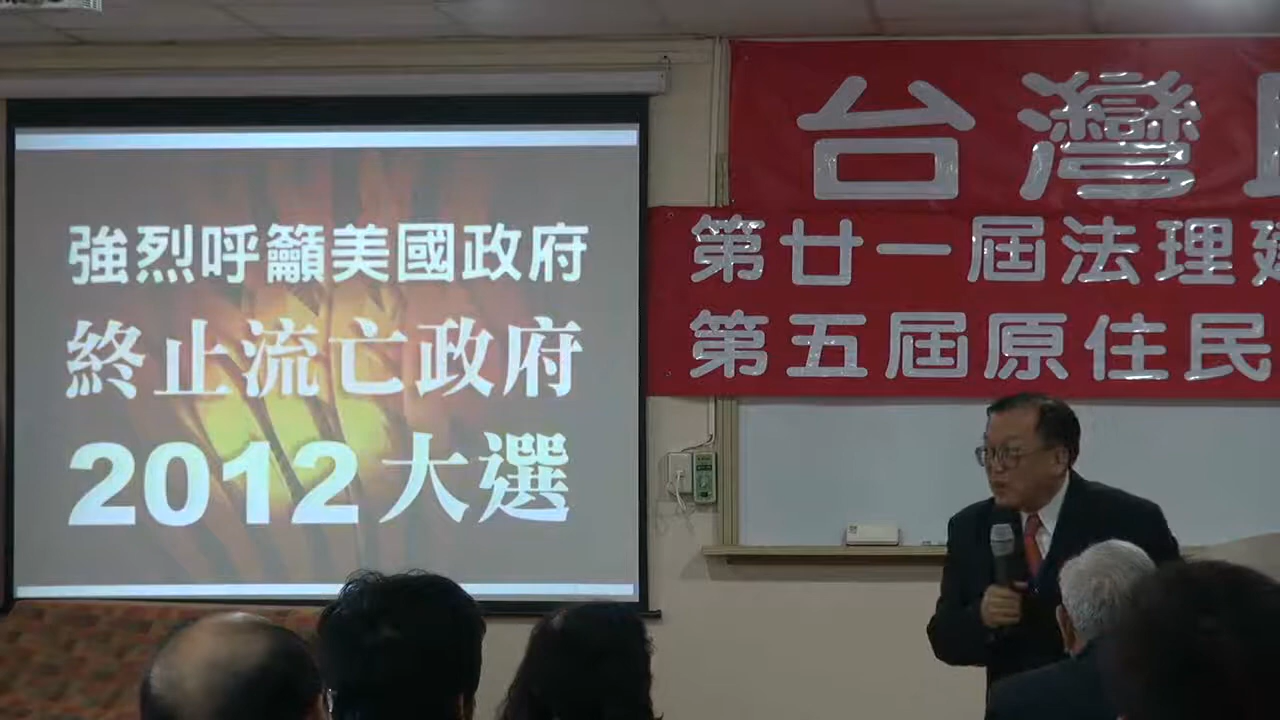 強烈呼籲美國政府
終止流亡政府
2012大選
台灣
第廿一屆法理建
第五屆原住民